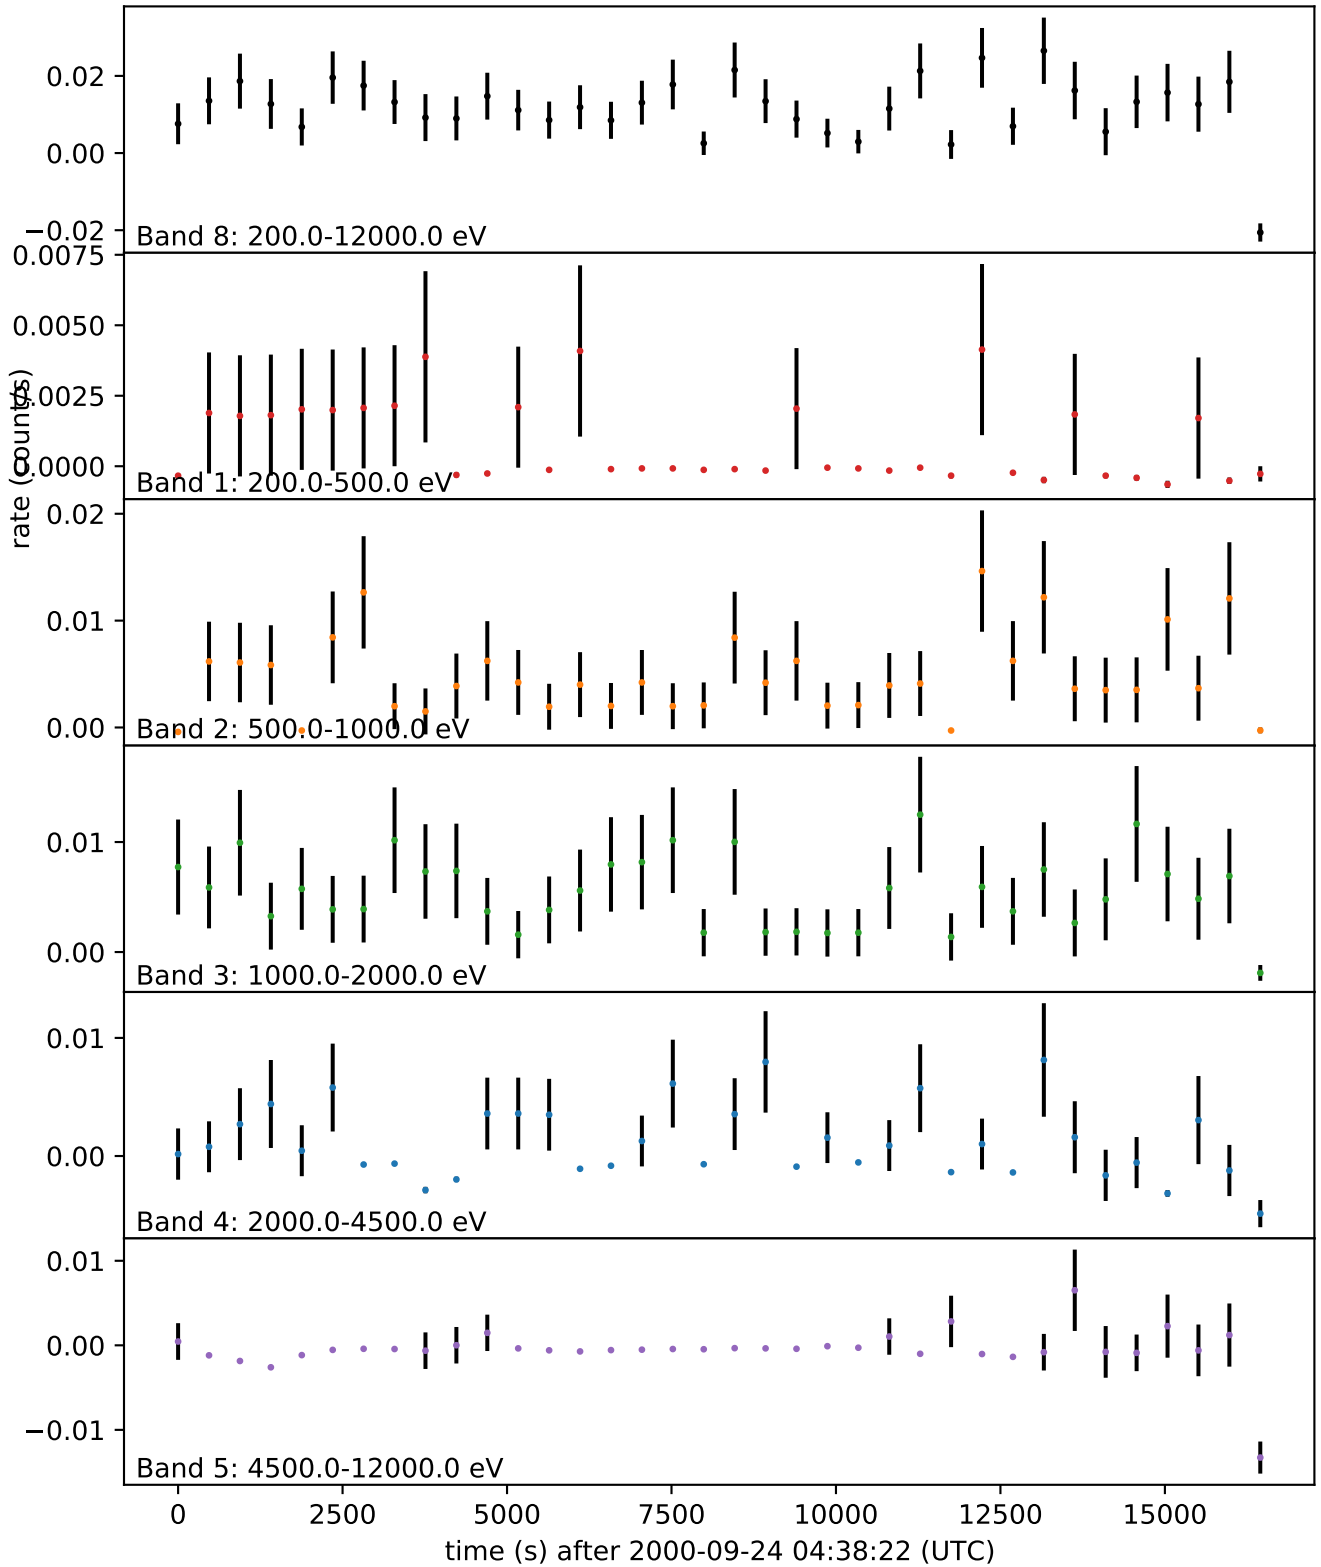 0.02
0.00
−0.02
Band 8: 200.0-12000.0 eV
0.0075
0.0050
0.0025
0.0000
Band 1: 200.0-500.0 eV
rate (count/s)
0.02
0.01
0.00
Band 2: 500.0-1000.0 eV
0.01
0.00
Band 3: 1000.0-2000.0 eV
0.01
0.00
Band 4: 2000.0-4500.0 eV
0.01
0.00
−0.01
Band 5: 4500.0-12000.0 eV
0 2500 5000 7500 10000 12500 15000
time (s) after 2000-09-24 04:38:22 (UTC)